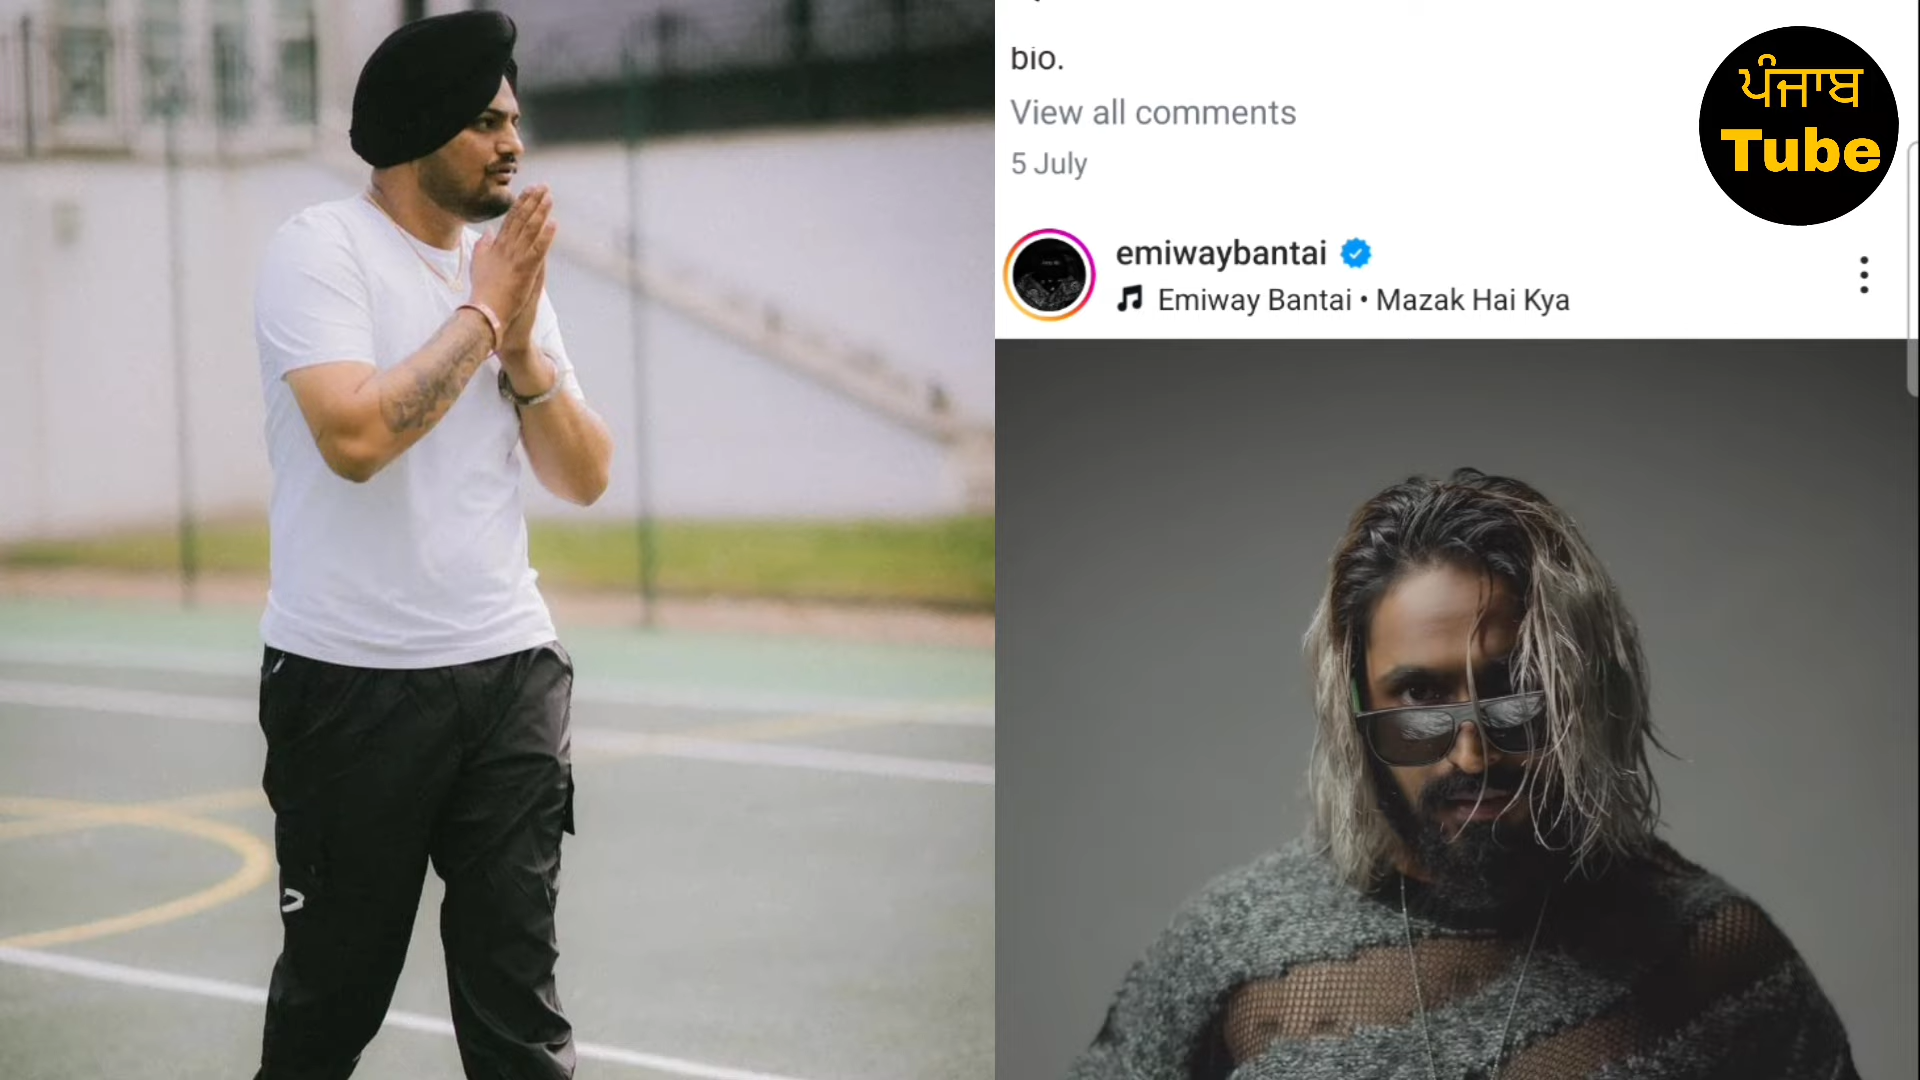 bio.
View all comments
5 July
ਪੰਜਾਬ
Tube
emiwaybantai
Emiway Bantai • Mazak Hai Kya